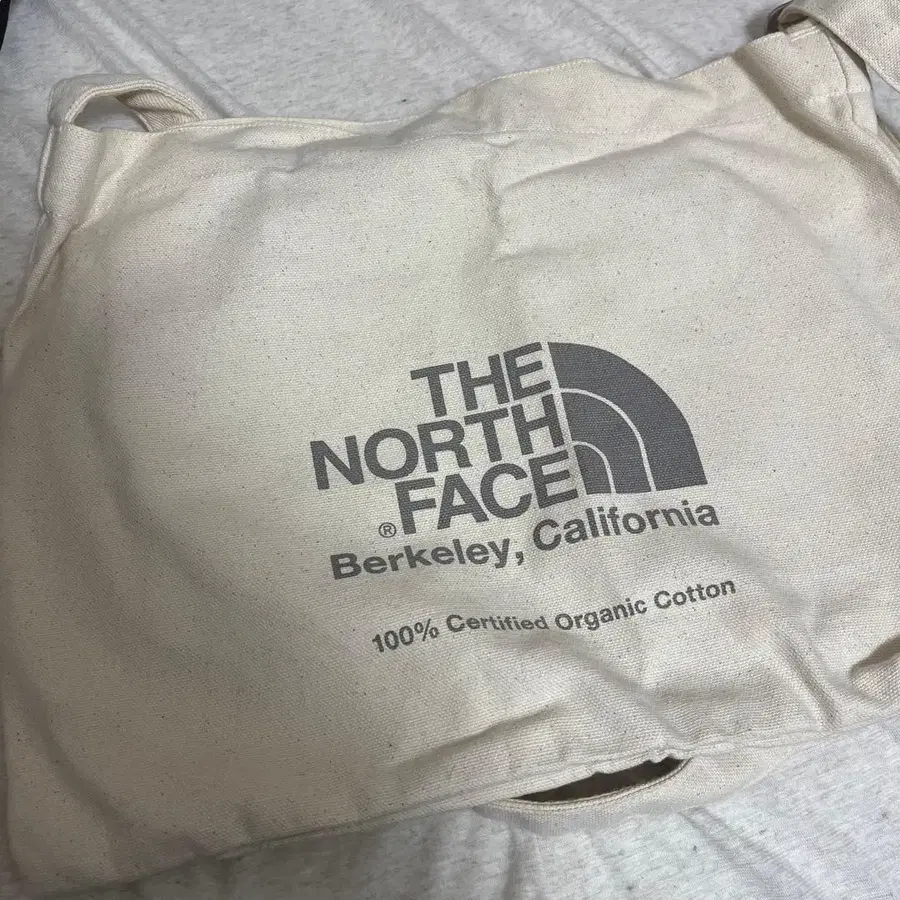 THE
NORTH
® FACE
Berkeley, California
100% Certified Organic Cotton